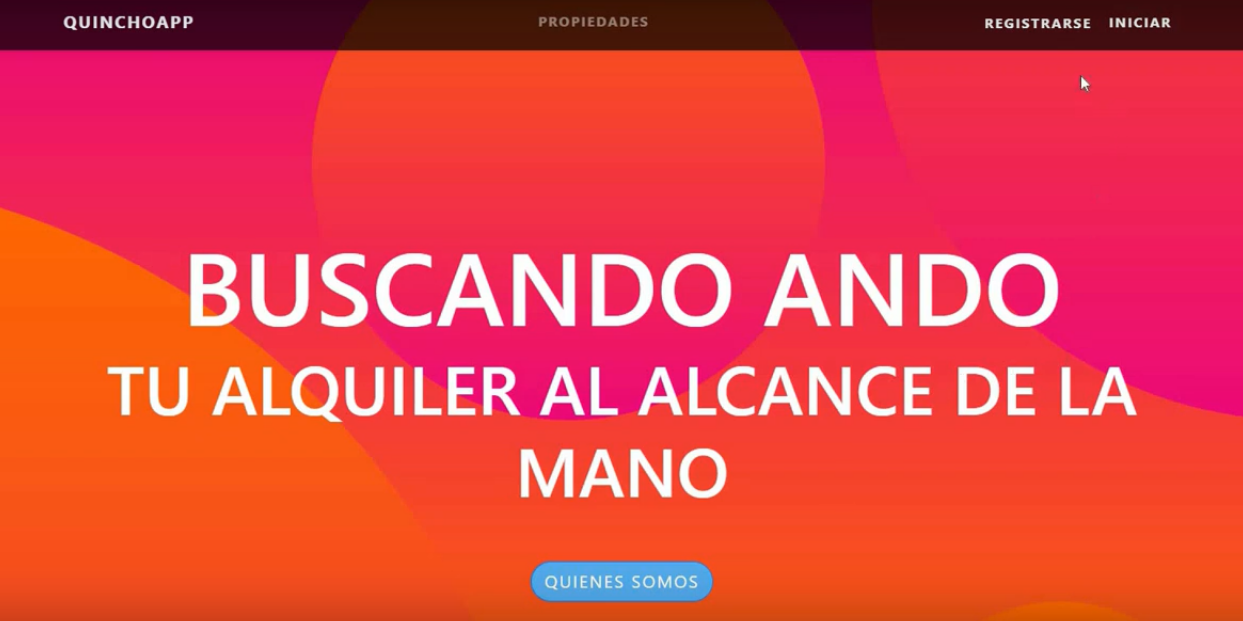 QUINCHOAPP
PROPIEDADES
REGISTRARSE
INICIAR
BUSCANDO ANDO
TU ALQUILER AL ALCANCE DE LA
MANO
QUIENES SOMOS